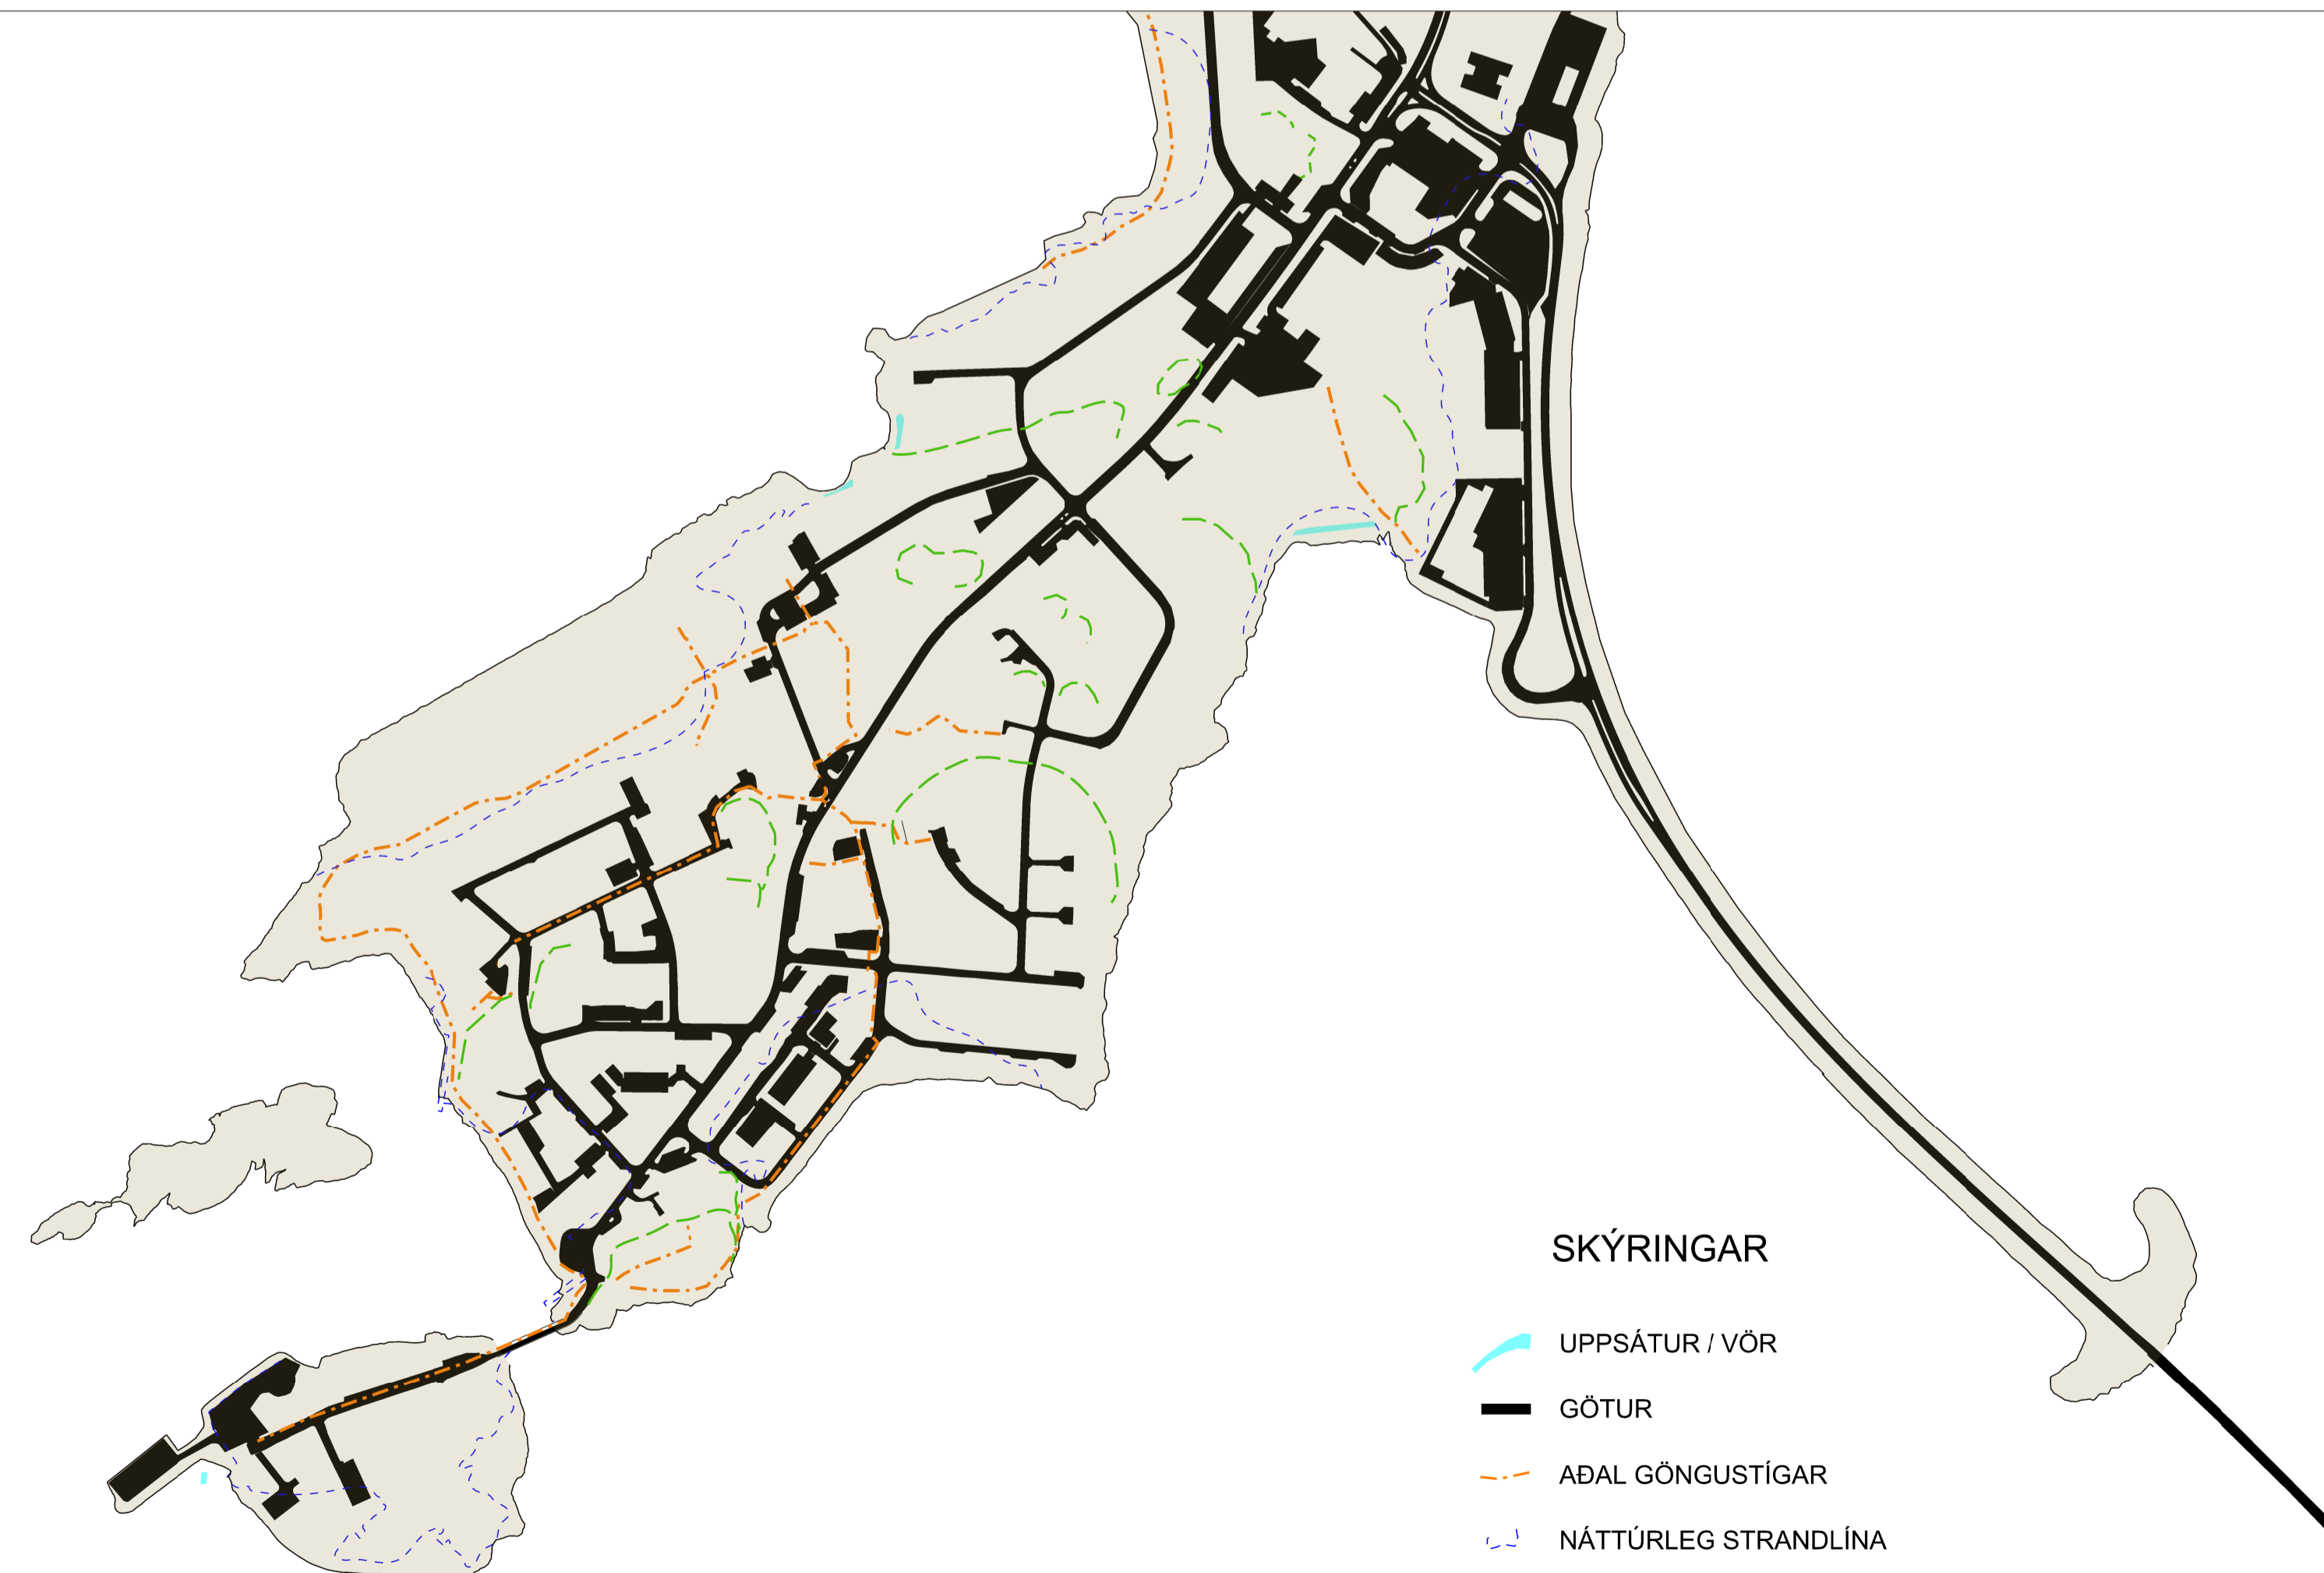 SKÝRINGAR
UPPSÁTUR / VÖR
GÖTUR
AÐAL GÖNGUSTÍGAR
NÁTTÚRLEG STRANDLÍNA